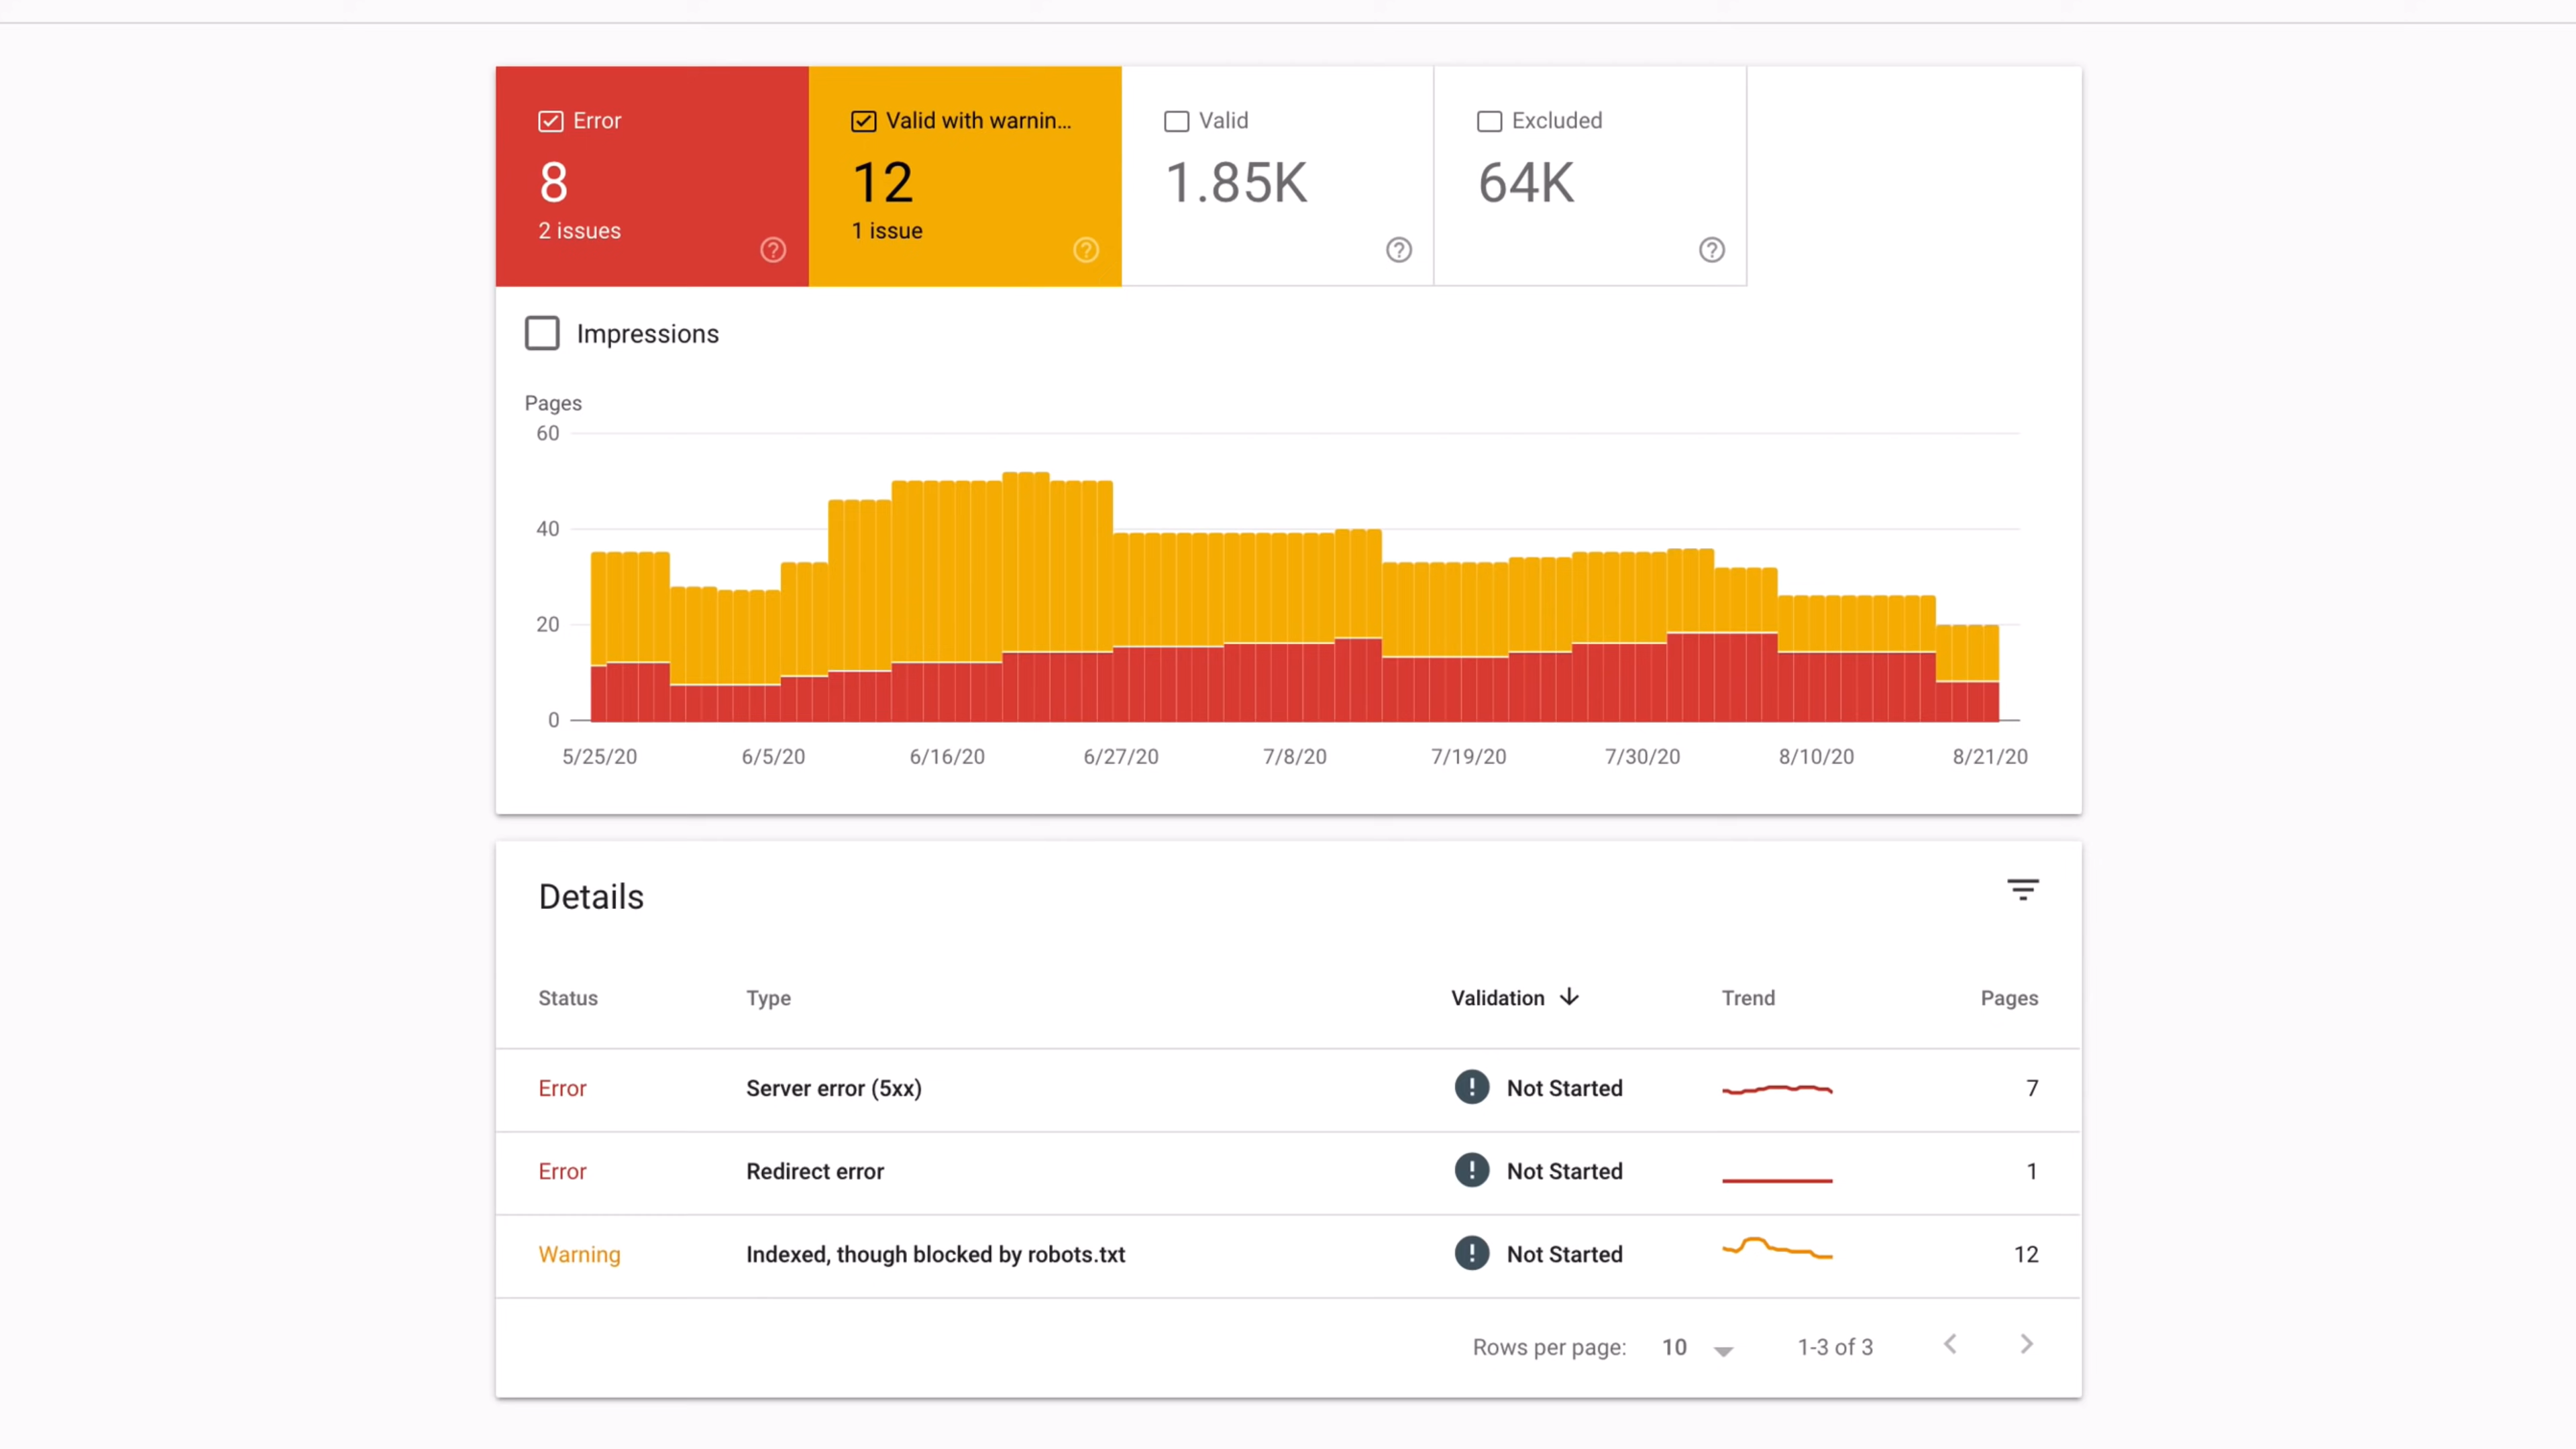 Error
8
2 issues
Valid with warnin...
12
1 issue
Valid
1.85K
Excluded
64K
Impressions
Pages
60
40
20
0
5/25/20 6/5/20 6/16/20 6/27/20 7/8/20 7/19/20 7/30/20 8/10/20 8/21/20
Details
Status Type Validation Trend Pages
Error Server error (5xx) Not Started 7
Error Redirect error Not Started 1
Warning Indexed, though blocked by robots.txt Not Started 12
Rows per page: 10 1-3 of 3